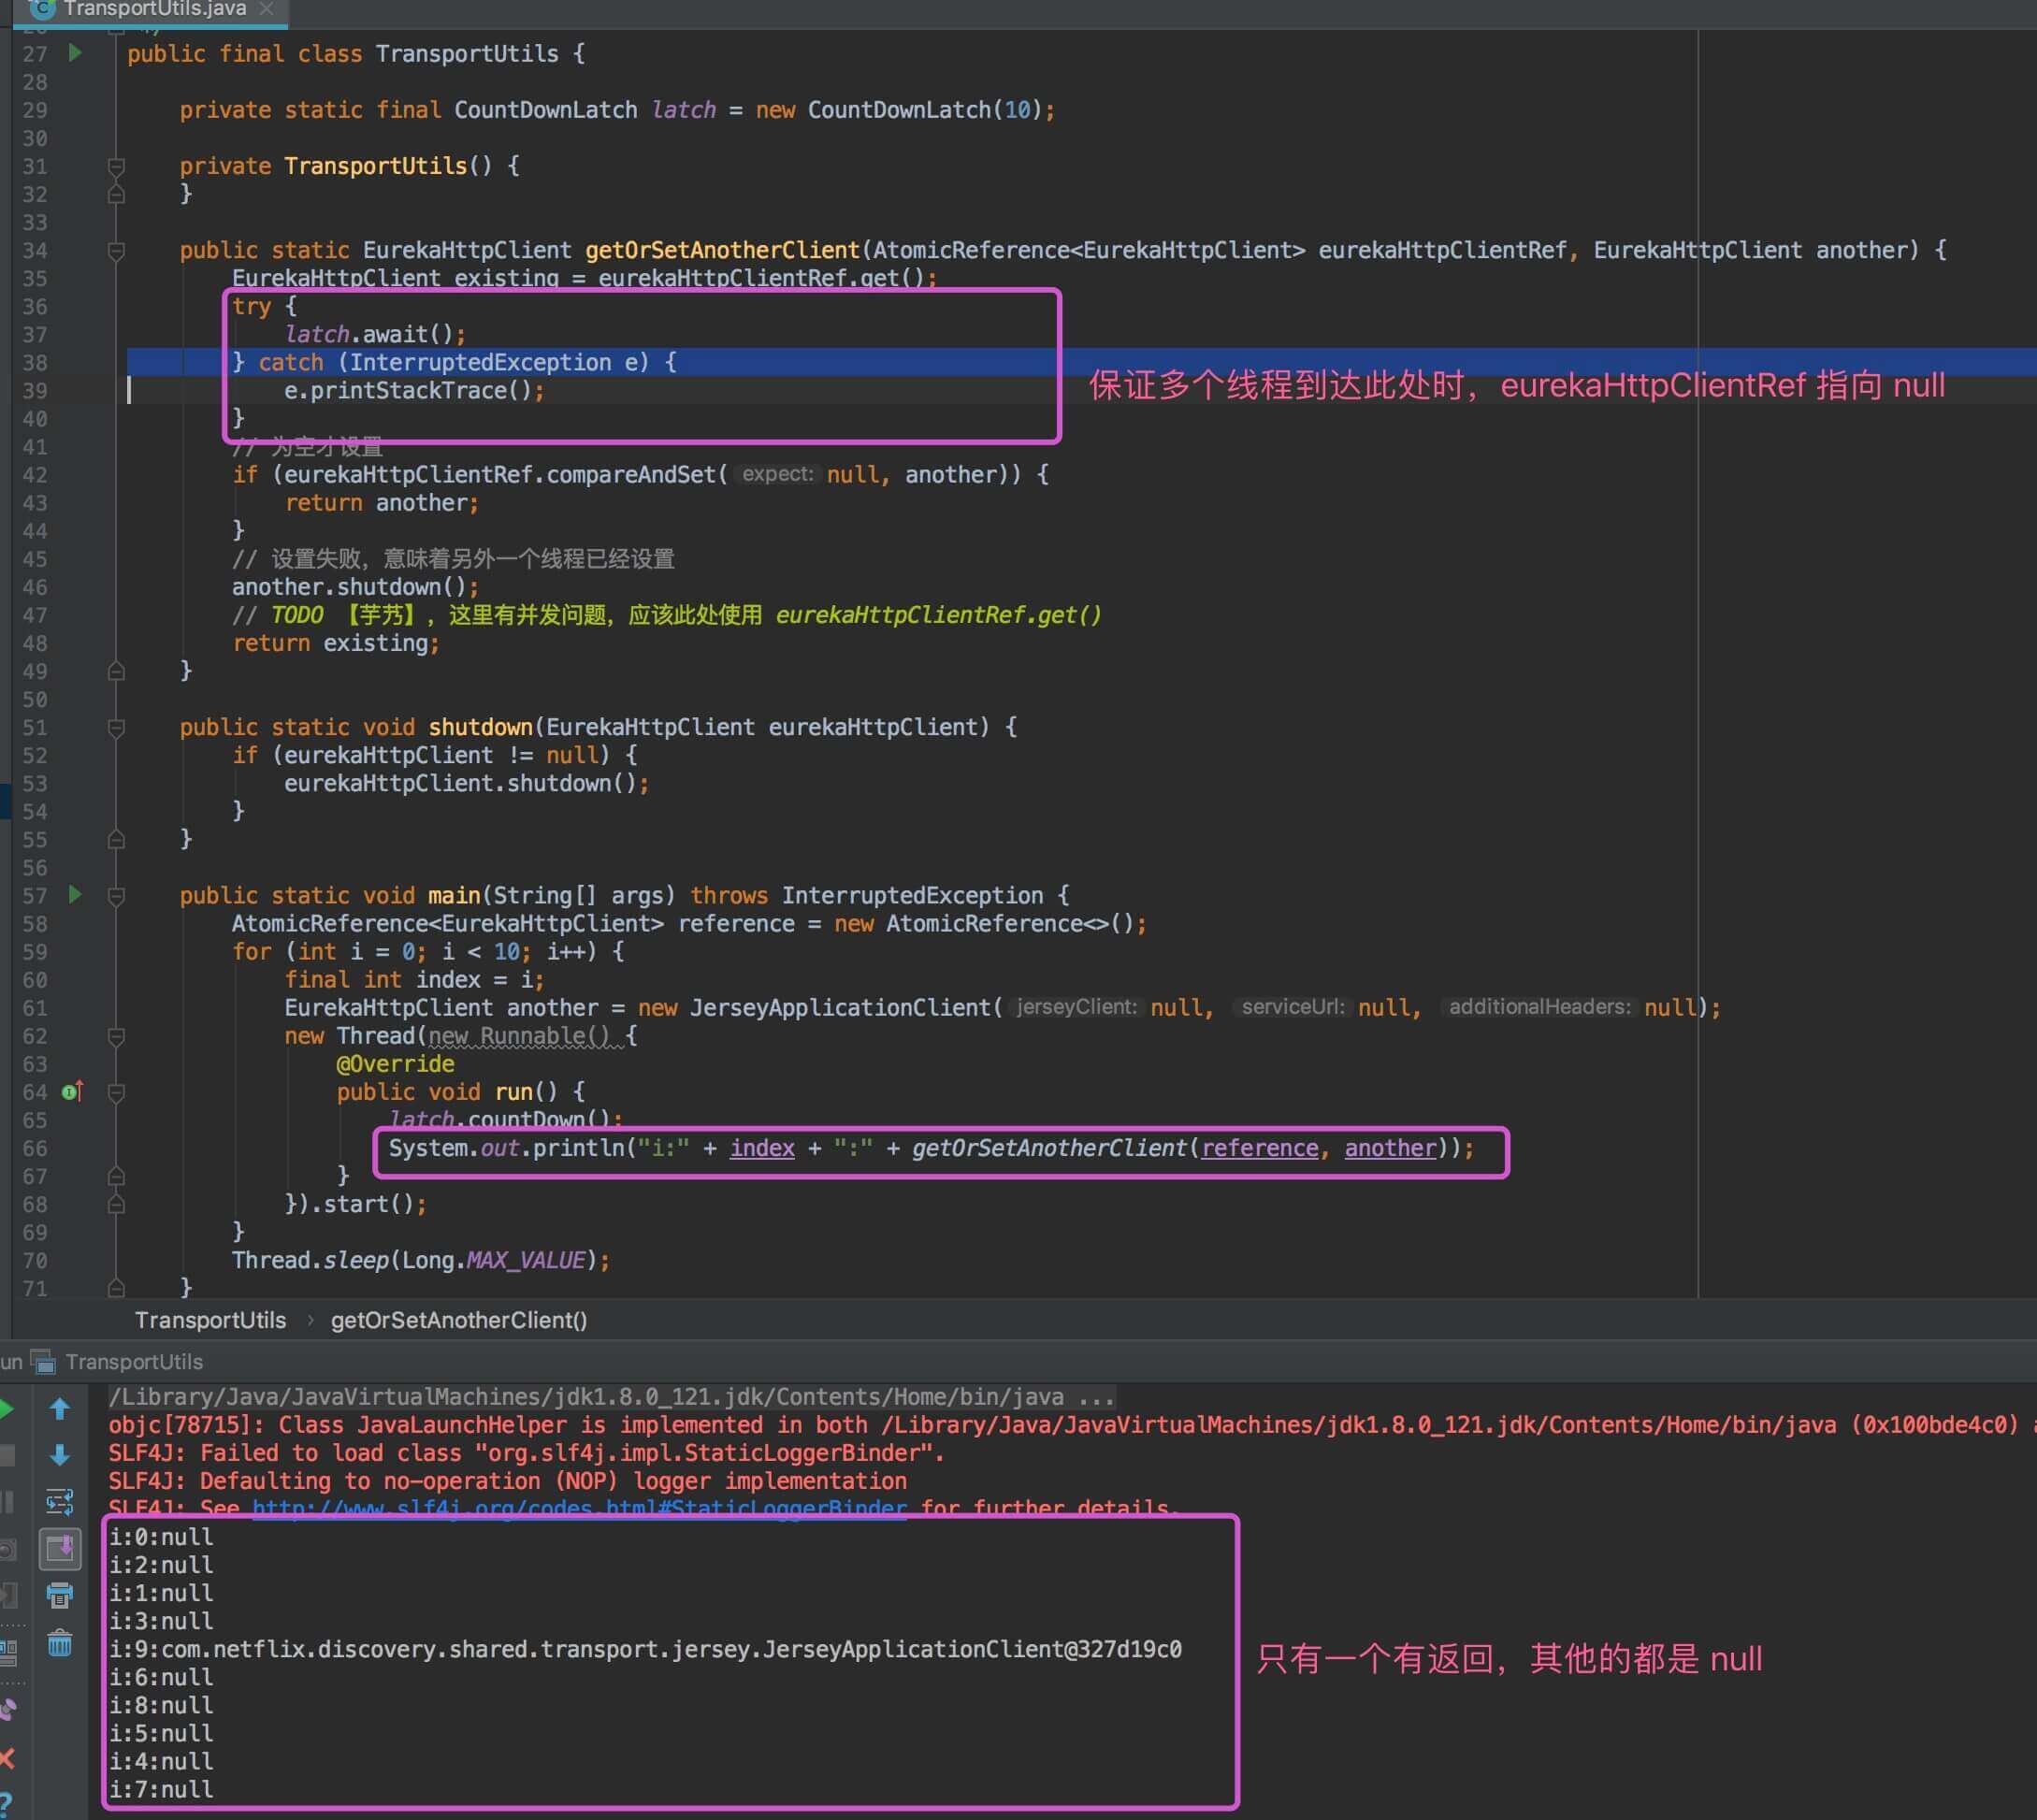 TransportUtils.java
27 public final class TransportUtils {
28
29 private static final CountDownLatch latch = new CountDownLatch(10);
30
31 private TransportUtils() {
32 }
33
34 public static EurekaHttpClient getOrSetAnotherClient(AtomicReference<EurekaHttpClient> eurekaHttpClientRef, EurekaHttpClient another) {
35 EurekaHttpClient existing = eurekaHttpClientRef.get();
36 try {
37 latch.await();
38 } catch (InterruptedException e) {
39 e.printStackTrace();
保证多个线程到达此处时，eurekaHttpClientRef 指向 null
40 }
41 // 为空才设置
42 if (eurekaHttpClientRef.compareAndSet( expect: null, another)) {
43 return another;
44 }
45 // 设置失败，意味着另外一个线程已经设置
46 another.shutdown();
47 // TODO 【芋艿】，这里有并发问题，应该此处使用 eurekaHttpClientRef.get()
48 return existing;
49 }
50
51 public static void shutdown(EurekaHttpClient eurekaHttpClient) {
52 if (eurekaHttpClient != null) {
53 eurekaHttpClient.shutdown();
54 }
55 }
56
57 public static void main(String[] args) throws InterruptedException {
58 AtomicReference<EurekaHttpClient> reference = new AtomicReference<>();
59 for (int i = 0; i < 10; i++) {
60 final int index = i;
61 EurekaHttpClient another = new JerseyApplicationClient( jerseyClient: null, serviceUrl: null, additionalHeaders: null);
62 new Thread(new Runnable() {
63 @Override
64 public void run() {
65 latch.countDown();
66 System.out.println("i:" + index + ":" + getOrSetAnotherClient(reference, another));
67 }
68 }).start();
69 }
70 Thread.sleep(Long.MAX_VALUE);
71 }
TransportUtils › getOrSetAnotherClient()
un TransportUtils
/Library/Java/JavaVirtualMachines/jdk1.8.0_121.jdk/Contents/Home/bin/java ...
objc[78715]: Class JavaLaunchHelper is implemented in both /Library/Java/JavaVirtualMachines/jdk1.8.0_121.jdk/Contents/Home/bin/java (0x100bde4c0)
SLF4J: Failed to load class "org.slf4j.impl.StaticLoggerBinder".
SLF4J: Defaulting to no-operation (NOP) logger implementation
SLF4J: See http://www.slf4j.org/codes.html#StaticLoggerBinder for further details.
i:0:null
i:2:null
i:1:null
i:3:null
i:9:com.netflix.discovery.shared.transport.jersey.JerseyApplicationClient@327d19c0
只有一个有返回，其他的都是 null
i:6:null
i:8:null
i:5:null
i:4:null
i:7:null